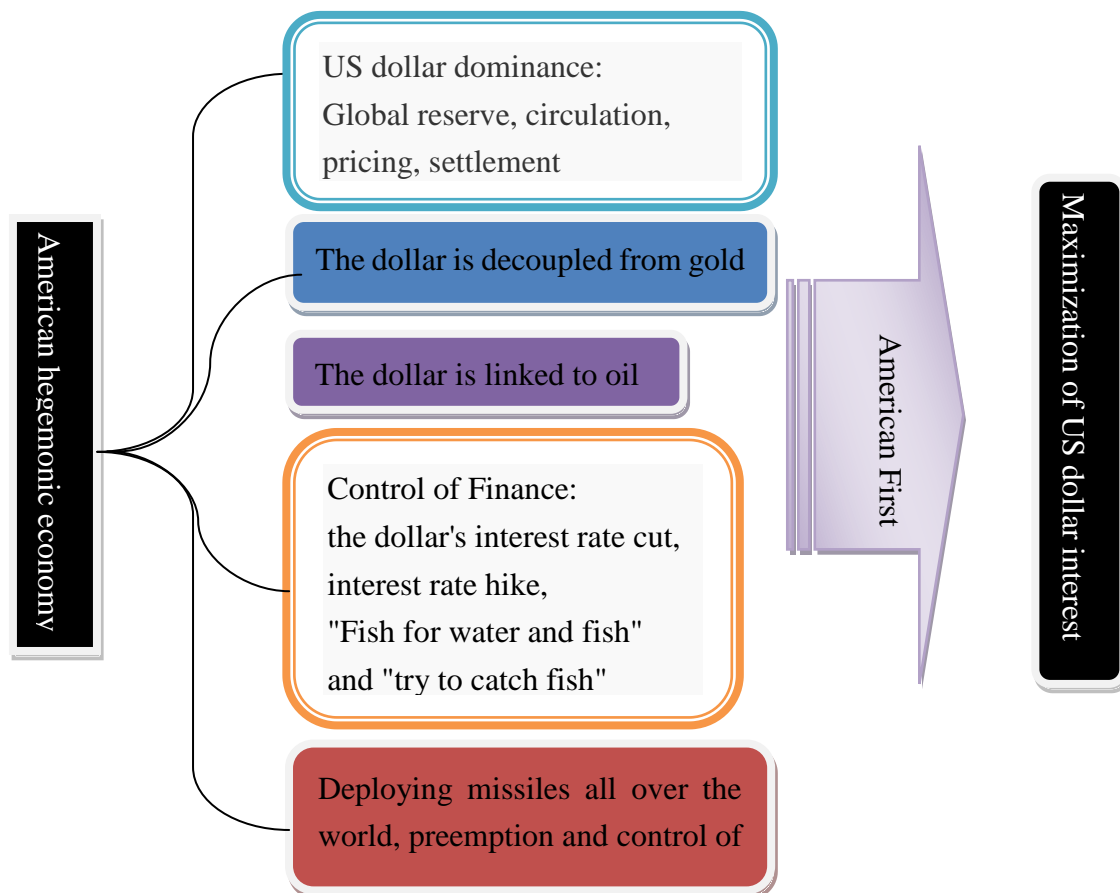 American hegemonic economy
US dollar dominance:
Global reserve, circulation,
pricing, settlement
The dollar is decoupled from gold
The dollar is linked to oil
Control of Finance:
the dollar's interest rate cut,
interest rate hike,
"Fish for water and fish"
and "try to catch fish"
Deploying missiles all over the
world, preemption and control of
American First
Maximization of US dollar interest